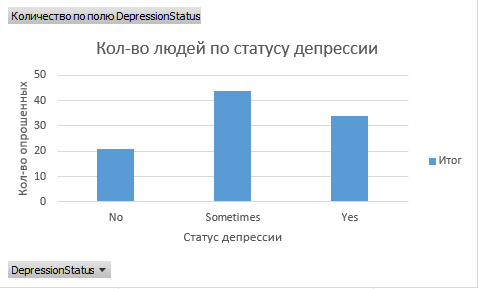 Количество по полю DepressionStatus
Кол-во людей по статусу депрессии
Кол-во опрошенных
50
40
30
20
10
0
No Sometimes Yes
Статус депрессии
Итог
DepressionStatus